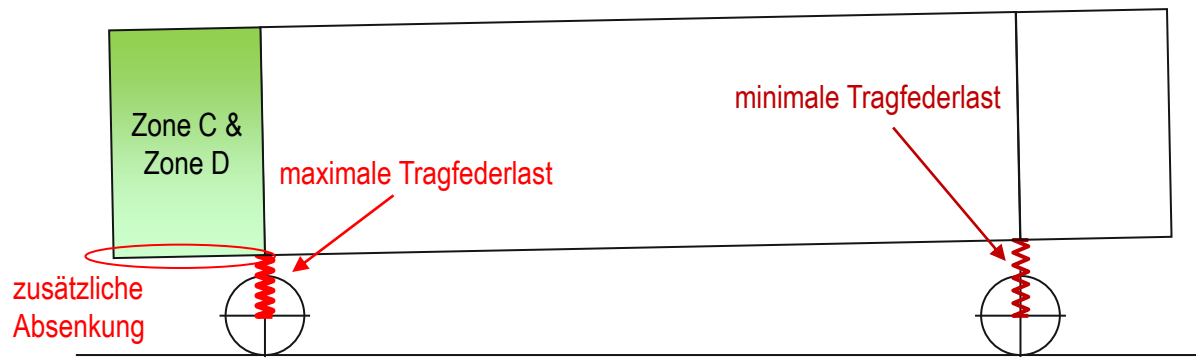 Zone C &
Zone D
maximale Tragfederlast
minimale Tragfederlast
zusätzliche
Absenkung